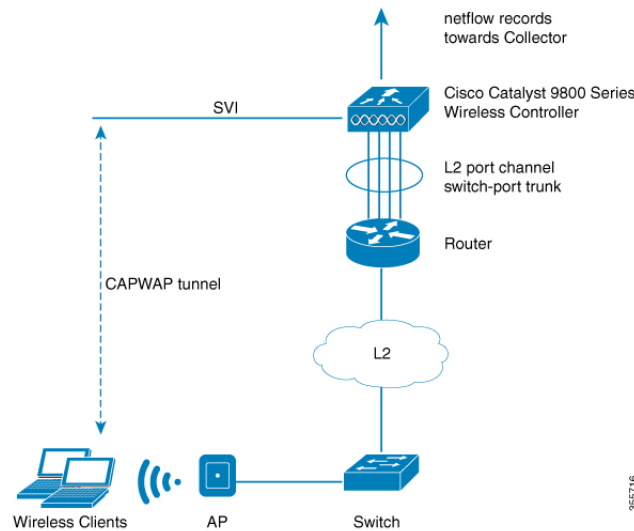 netflow records
towards Collector
Cisco Catalyst 9800 Series
Wireless Controller
SVI
L2 port channel
switch-port trunk
Router
CAPWAP tunnel
L2
Wireless Clients
AP
Switch
355716